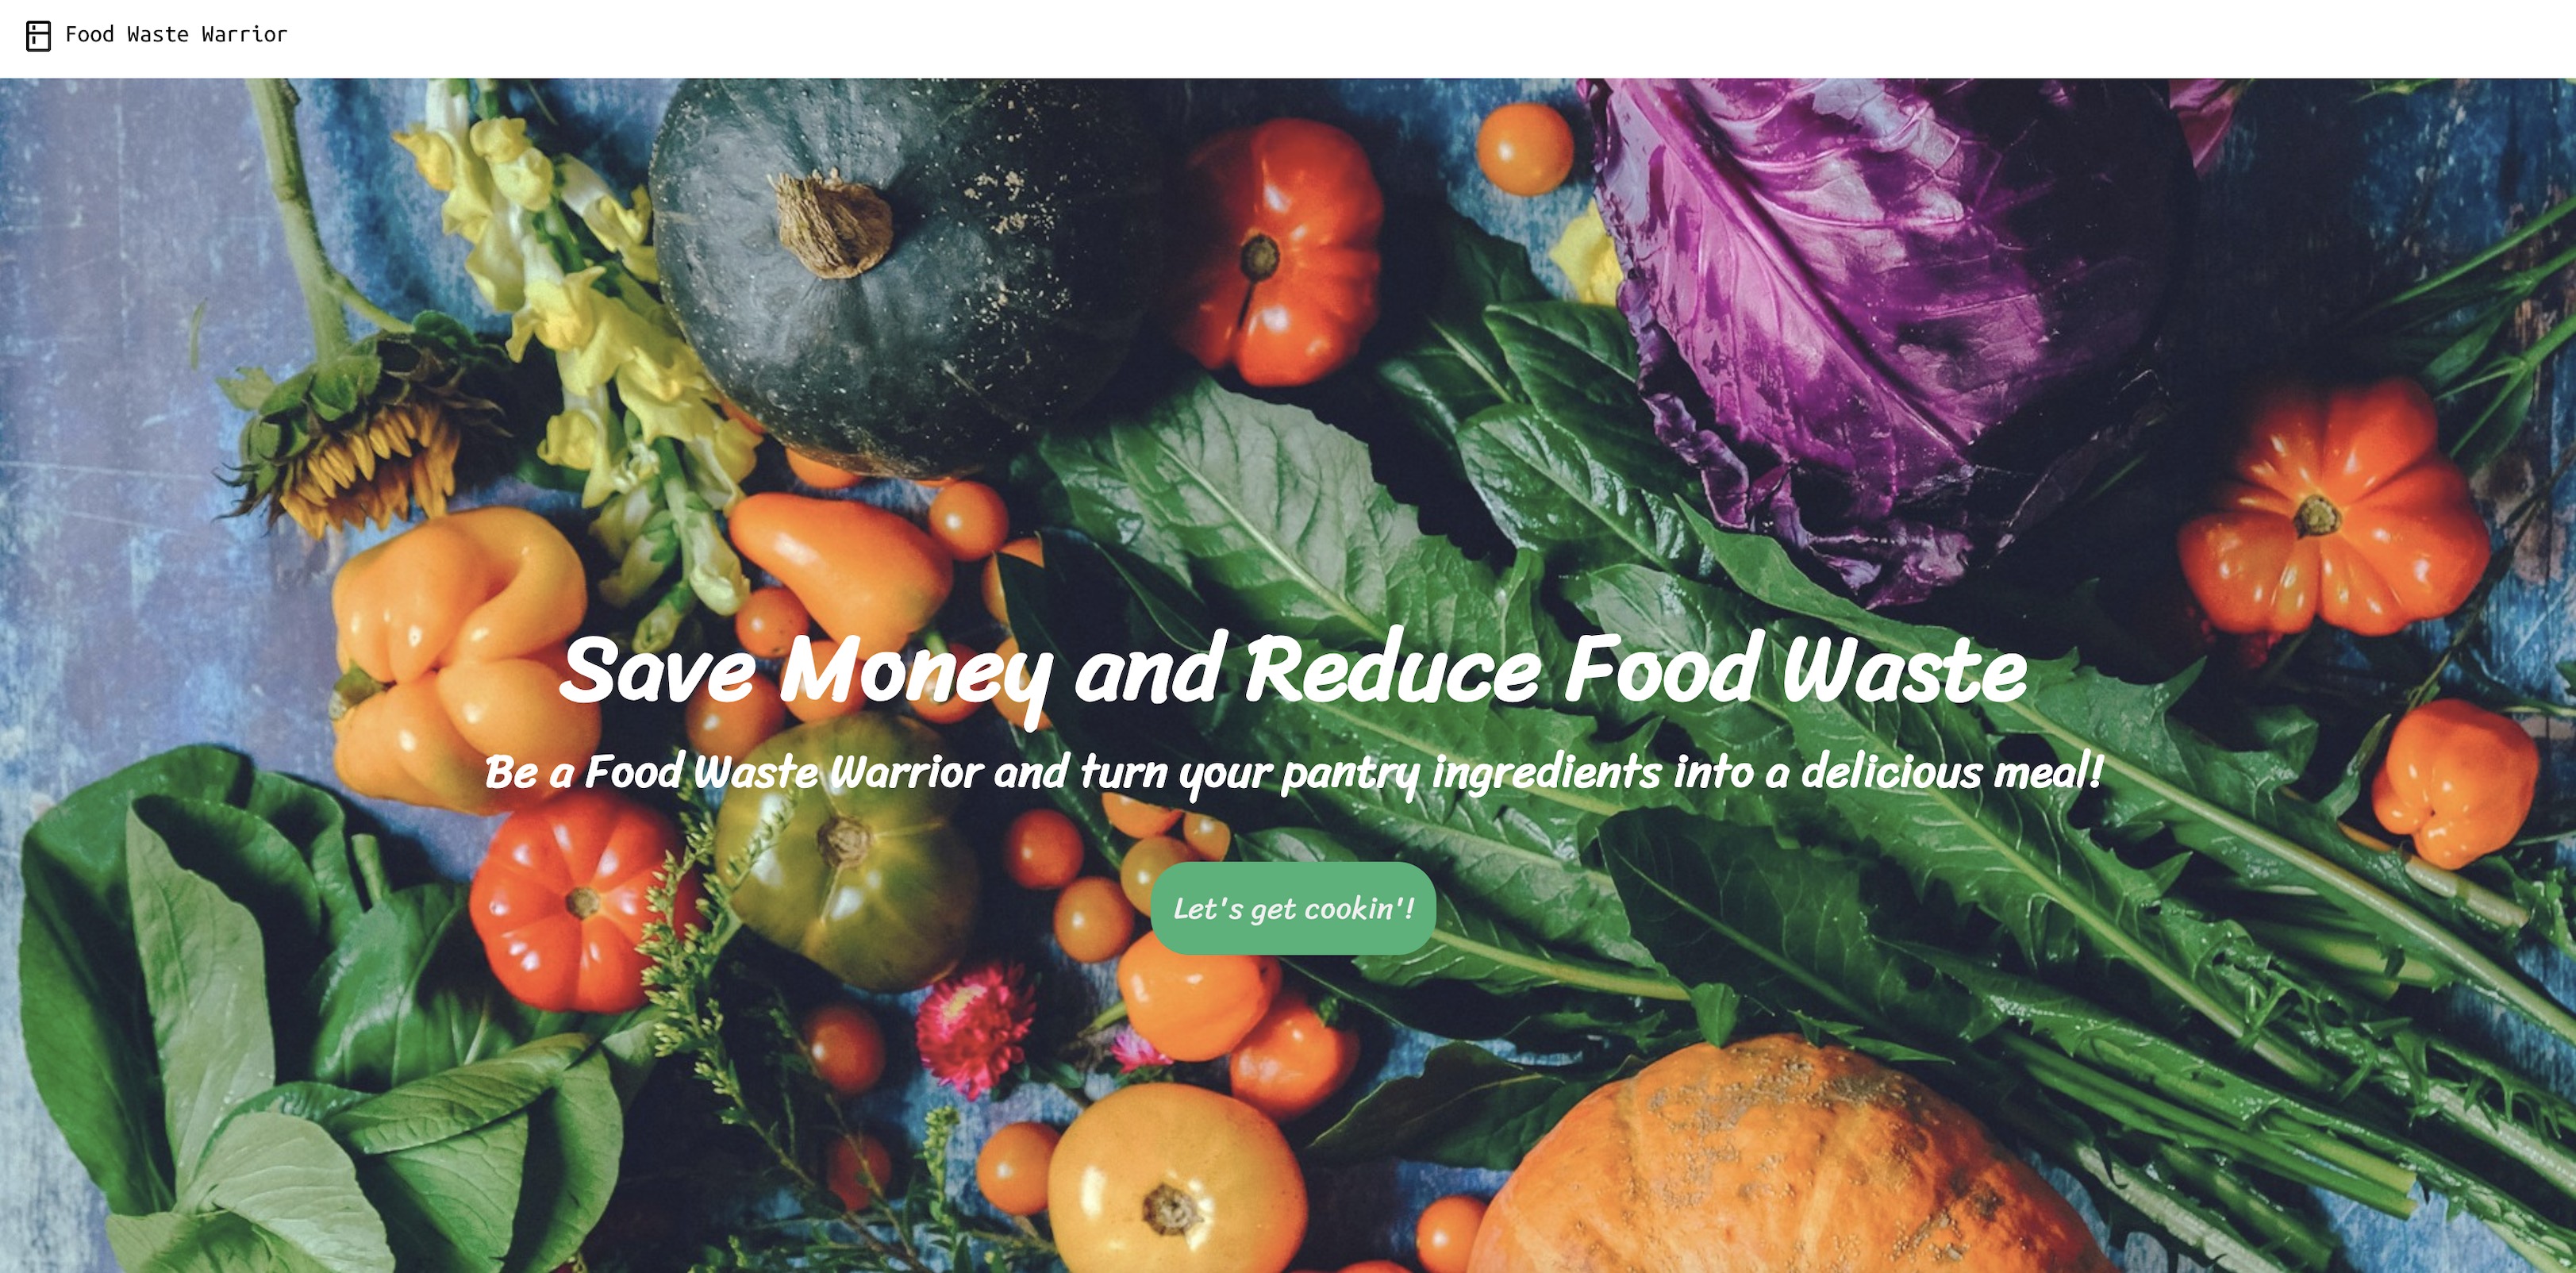 Food Waste Warrior
Save Money and Reduce Food Waste
Be a Food Waste Warrior and turn your pantry ingredients into a delicious meal!
Let's get cookin'!